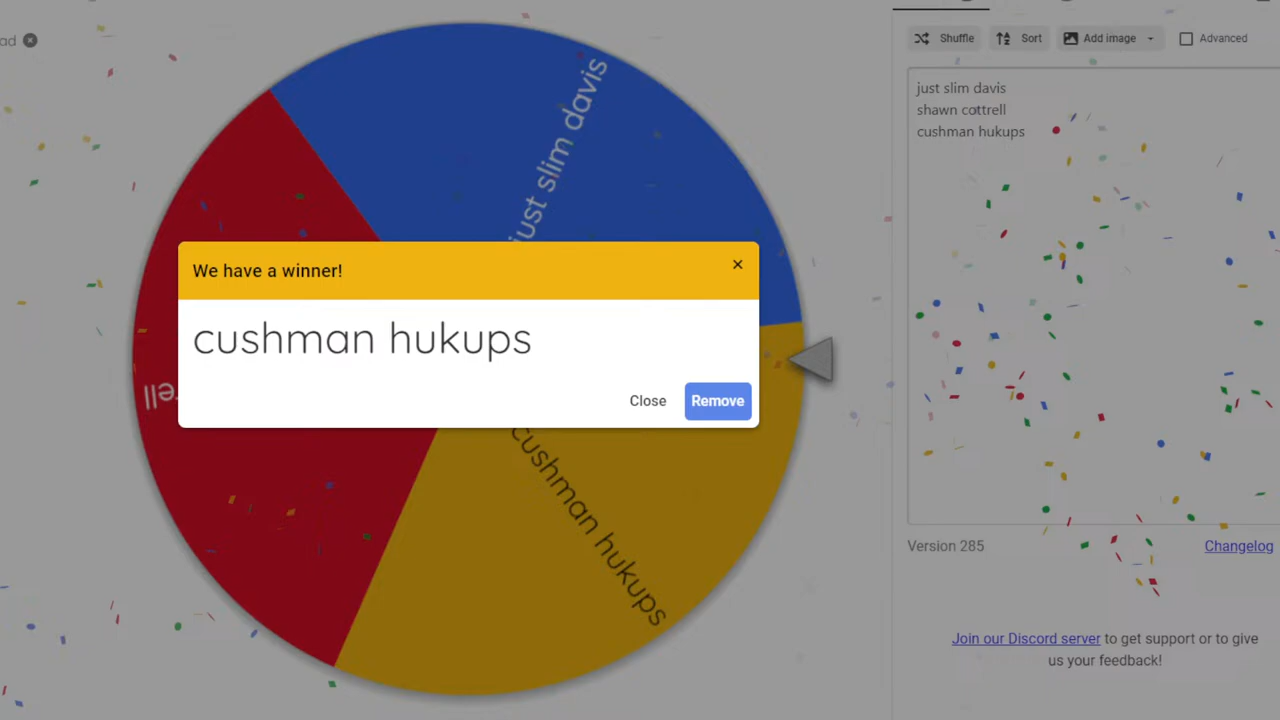 ad
Shuffle
Sort
Add image
Advanced
just slim davis
shawn cottrell
cushman hukups
just slim davis
We have a winner!
cushman hukups
Close
Remove
rell
cushman hukups
Version 285
Changelog
Join our Discord server to get support or to give
us your feedback!